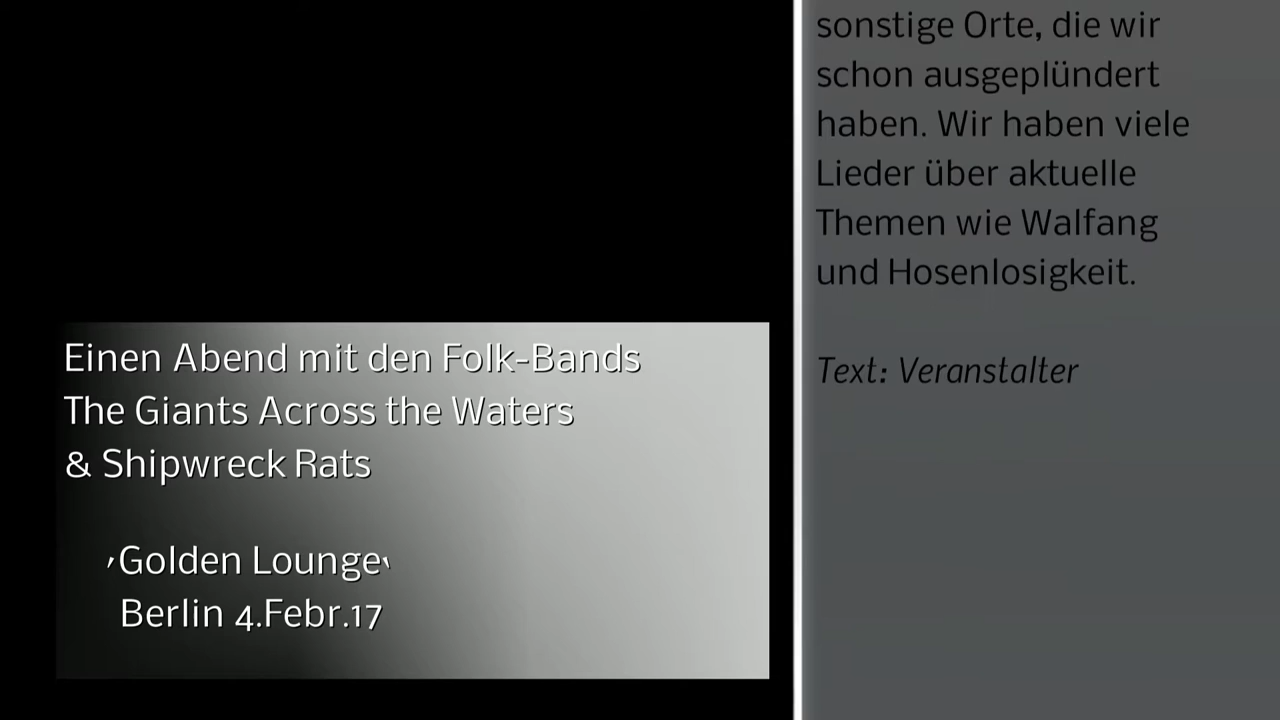 Einen Abend mit den Folk-Bands
The Giants Across the Waters
& Shipwreck Rats
‚Golden Lounge‘
Berlin 4.Febr.17
sonstige Orte, die wir
schon ausgeplündert
haben. Wir haben viele
Lieder über aktuelle
Themen wie Walfang
und Hosenlosigkeit.
Text: Veranstalter